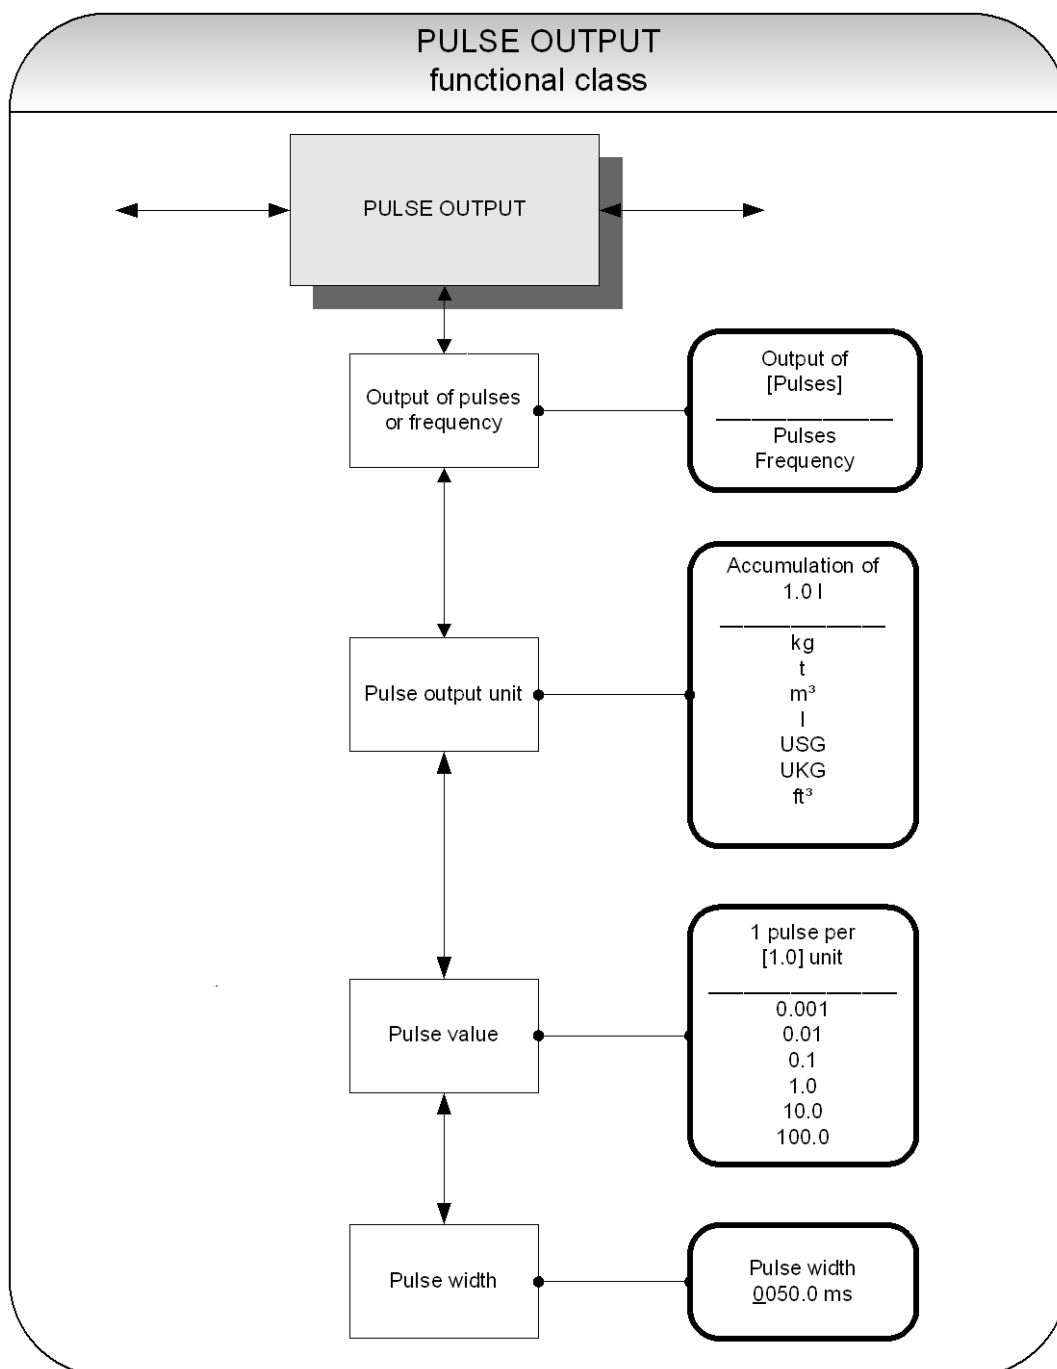 PULSE OUTPUT
functional class
PULSE OUTPUT
Output of pulses
or frequency
Output of
[Pulses]
Pulses
Frequency
Pulse output unit
Accumulation of
1.0 l
kg
t
m³
l
USG
UKG
ft³
Pulse value
1 pulse per
[1.0] unit
0.001
0.01
0.1
1.0
10.0
100.0
Pulse width
Pulse width
0050.0 ms